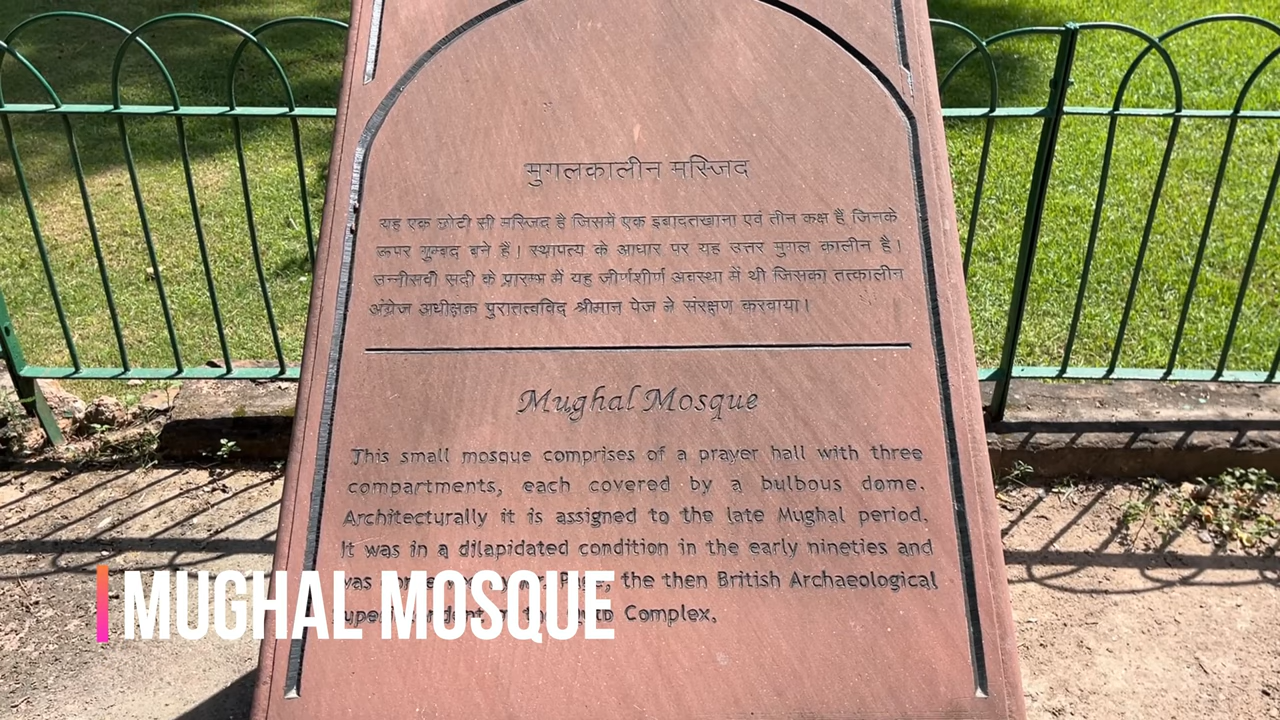 मुगलकालीन मस्जिद
यह एक छोटी सी मस्जिद है जिसमें एक इबादतखाना एवं तीन कक्ष हैं जिनके
ऊपर गुम्बद बने हैं। स्थापत्य के आधार पर यह उत्तर मुगल कालीन है।
उन्नीसवीं सदी के प्रारम्भ में यह जीर्णशीर्ण अवस्था में थी जिसका तत्कालीन
अंग्रेज अधीक्षक पुरातत्वविद् श्रीमान् पेज ने संरक्षण करवाया।
Mughal Mosque
This small mosque comprises of a prayer hall with three
compartments, each covered by a bulbous dome.
Architecturally it is assigned to the late Mughal period.
It was in a dilapidated condition in the early nineties and
was the then British Archaeological
Complex.
MUGHAL MOSQUE